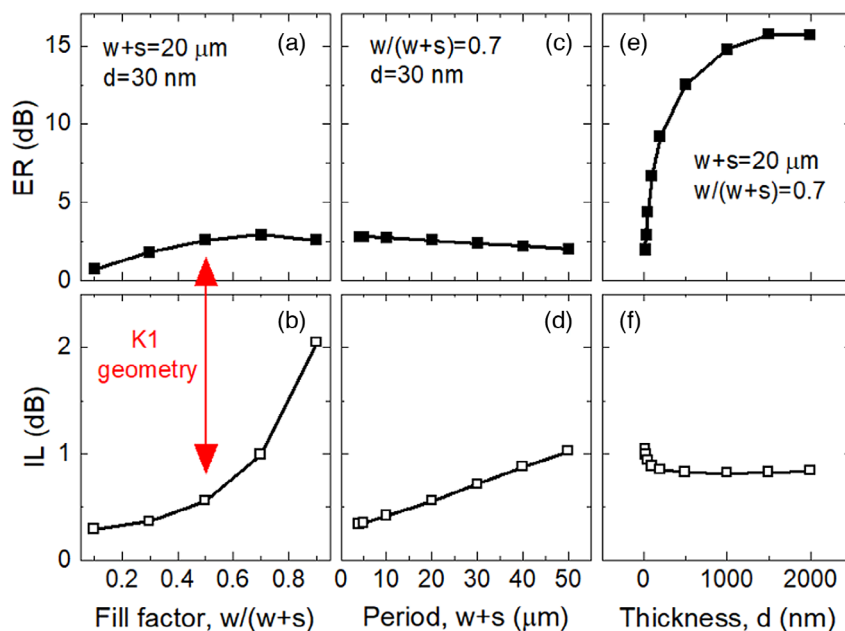 (a)
w+s=20 μm
d=30 nm
(c)
w/(w+s)=0.7
d=30 nm
(e)
w+s=20 μm
w/(w+s)=0.7
ER (dB)
15
10
5
0
(b)
K1
geometry
(d)
(f)
IL (dB)
2
1
0
0.2 0.4 0.6 0.8
Fill factor, w/(w+s)
0 10 20 30 40 50
Period, w+s (μm)
0 1000 2000
Thickness, d (nm)